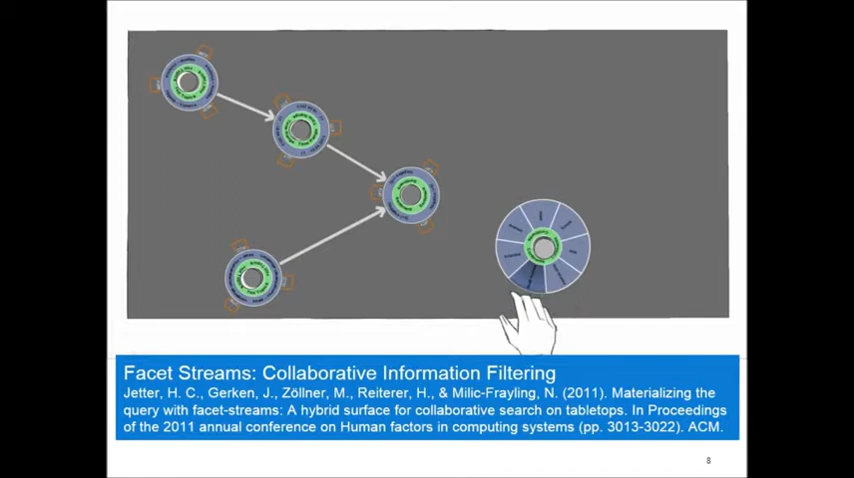 Facet Streams: Collaborative Information Filtering
Jetter, H. C., Gerken, J., Zöllner, M., Reiterer, H., & Milic-Frayling, N. (2011). Materializing the
query with facet-streams: A hybrid surface for collaborative search on tabletops. In Proceedings
of the 2011 annual conference on Human factors in computing systems (pp. 3013-3022). ACM.
8